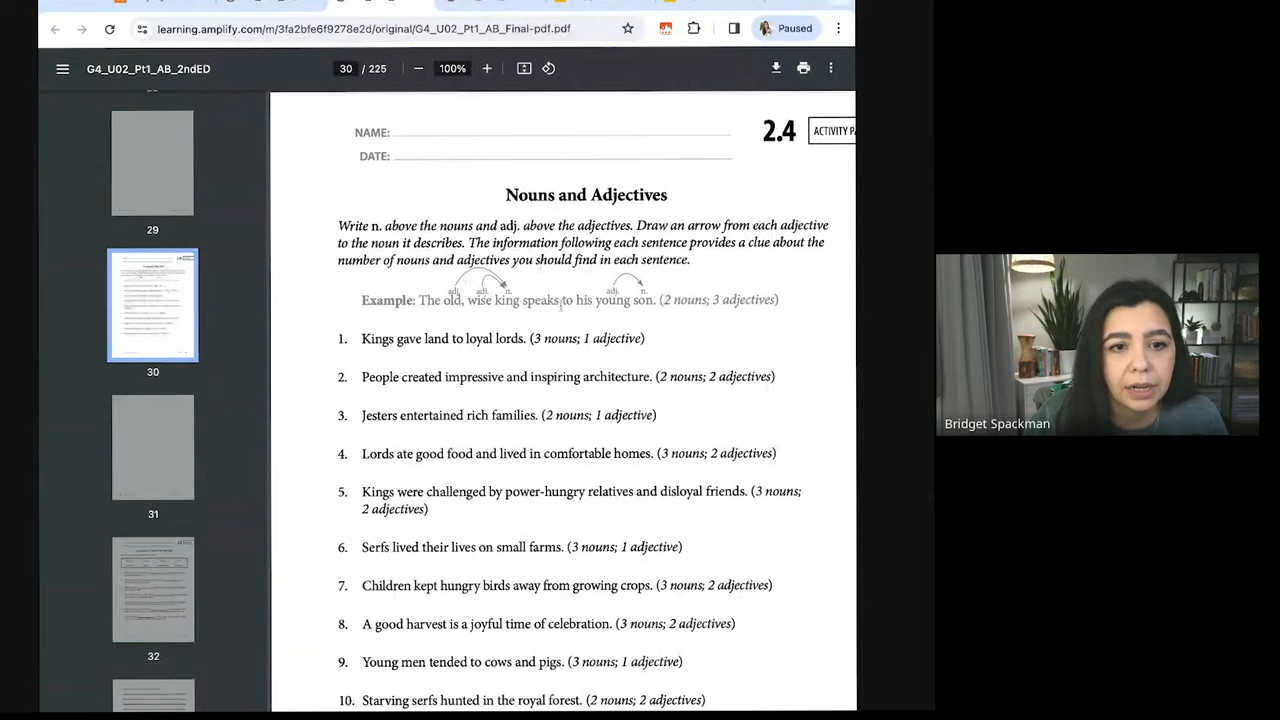 learning.amplify.com/m/3fa2bfe6f9278e2d/original/G4_U02_Pt1_AB_Final-pdf.pdf
Paused
G4_U02_Pt1_AB_2ndED
30 / 225
100%
29
30
31
32
NAME:
DATE:
2.4
ACTIVITY
Nouns and Adjectives
Write n. above the nouns and adj. above the adjectives. Draw an arrow from each adjective
to the noun it describes. The information following each sentence provides a clue about the
number of nouns and adjectives you should find in each sentence.
adj. adj. n. adj. n.
Example: The old, wise king speaks to his young son. (2 nouns; 3 adjectives)
1. Kings gave land to loyal lords. (3 nouns; 1 adjective)
2. People created impressive and inspiring architecture. (2 nouns; 2 adjectives)
3. Jesters entertained rich families. (2 nouns; 1 adjective)
4. Lords ate good food and lived in comfortable homes. (3 nouns; 2 adjectives)
5. Kings were challenged by power-hungry relatives and disloyal friends. (3 nouns;
2 adjectives)
6. Serfs lived their lives on small farms. (3 nouns; 1 adjective)
7. Children kept hungry birds away from growing crops. (3 nouns; 2 adjectives)
8. A good harvest is a joyful time of celebration. (3 nouns; 2 adjectives)
9. Young men tended to cows and pigs. (3 nouns; 1 adjective)
10. Starving serfs hunted in the royal forest. (2 nouns; 2 adjectives)
Bridget Spackman